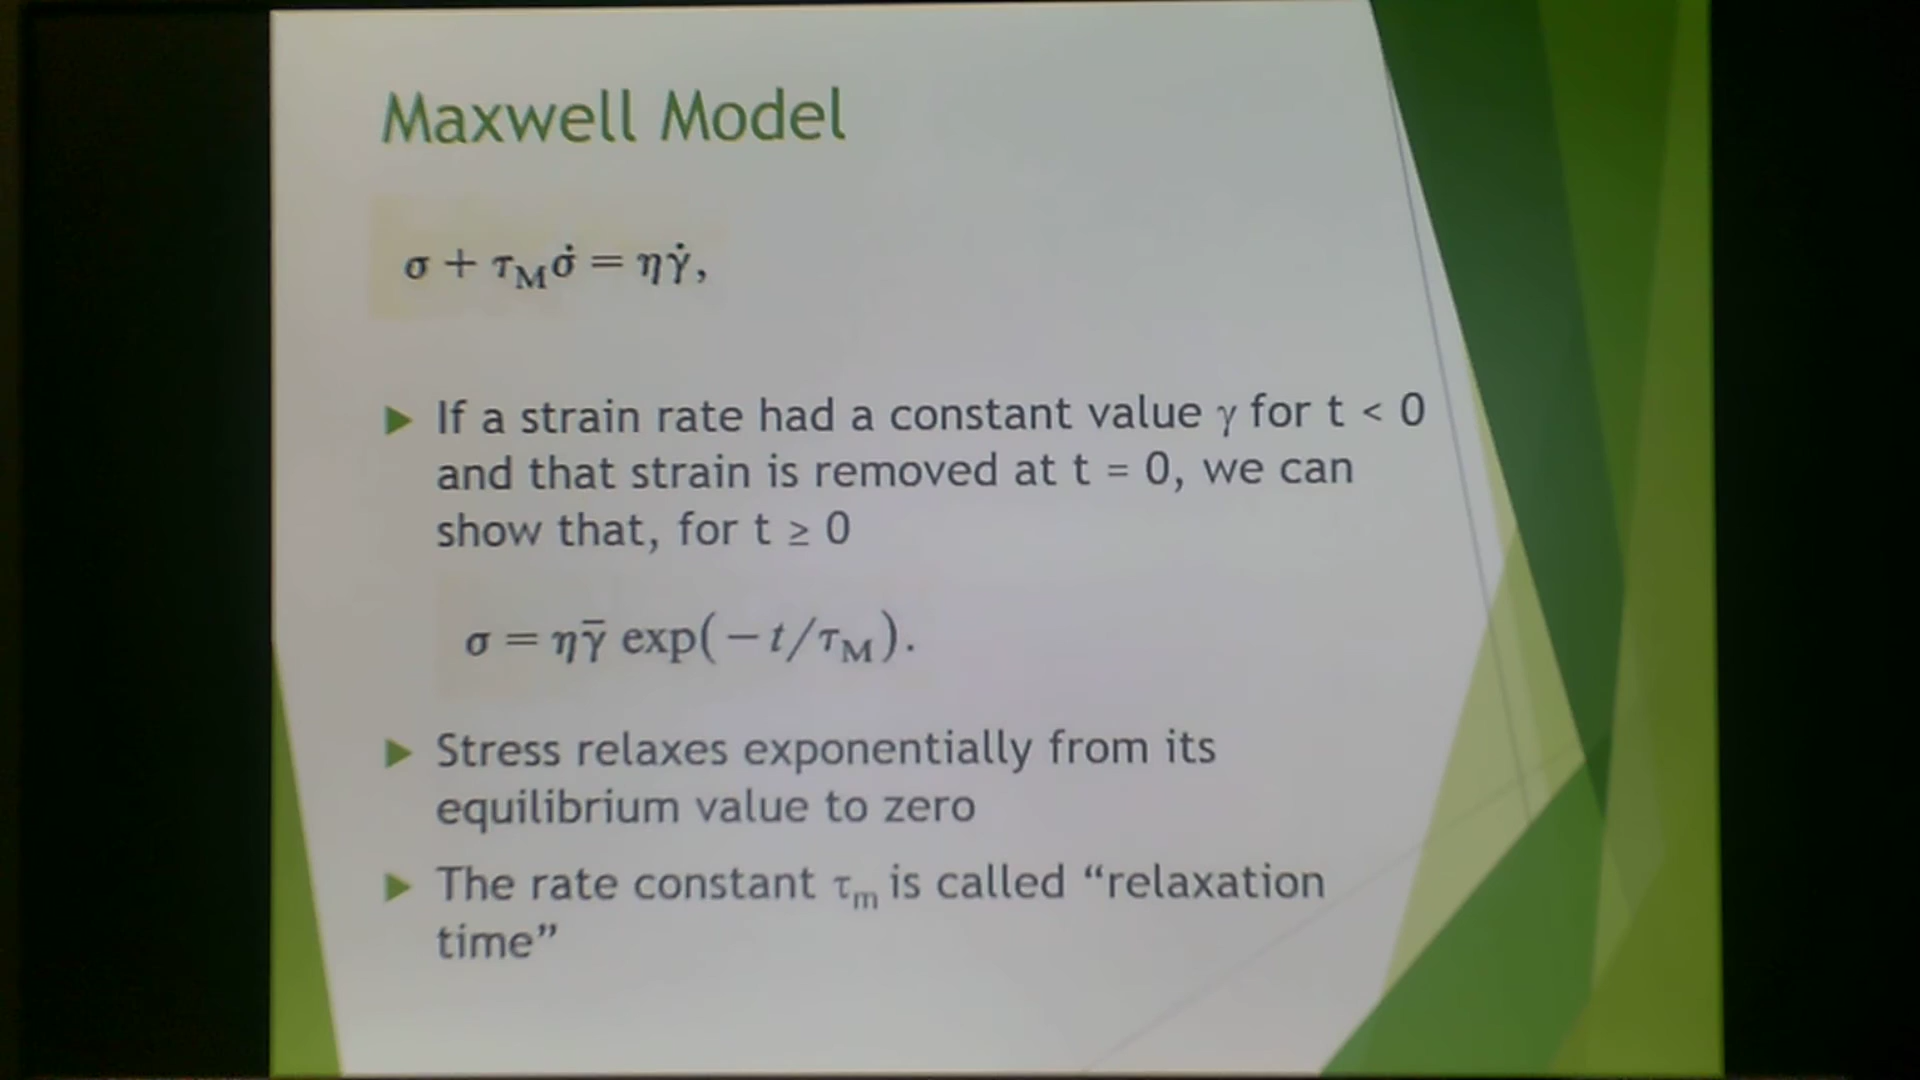 Maxwell Model
σ + τ_M σ̇ = ηγ̇,
▶ If a strain rate had a constant value γ for t < 0
and that strain is removed at t = 0, we can
show that, for t ≥ 0
σ = ηγ̄ exp(−t/τ_M).
▶ Stress relaxes exponentially from its
equilibrium value to zero
▶ The rate constant τ_m is called “relaxation
time”